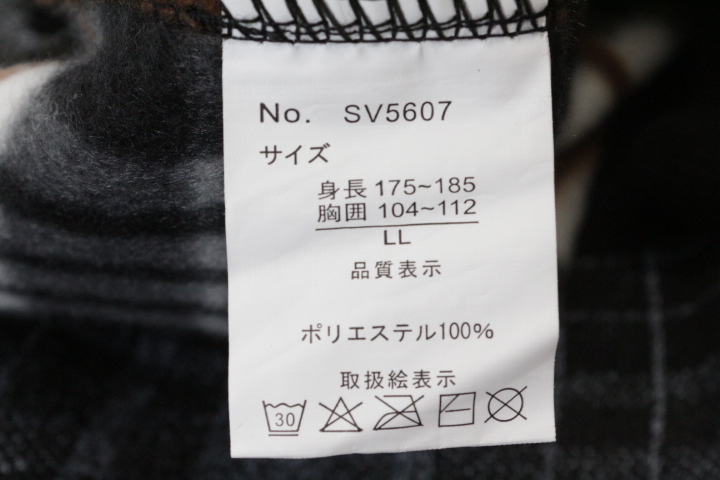 No. SV5607
サイズ
身長 175~185
胸囲 104~112
LL
品質表示
ポリエステル100%
取扱絵表示
30